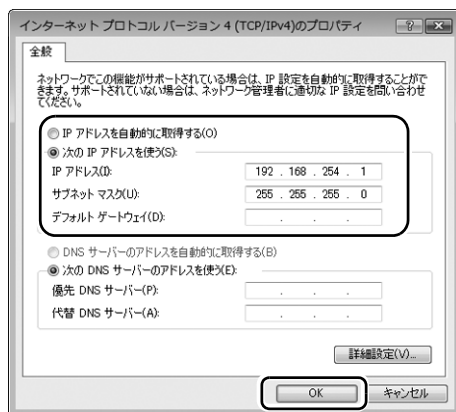 インターネット プロトコル バージョン 4 (TCP/IPv4)のプロパティ
全般
ネットワークでこの機能がサポートされている場合は、IP 設定を自動的に取得することがで
きます。サポートされていない場合は、ネットワーク管理者に適切な IP 設定を問い合わせ
てください。
IP アドレスを自動的に取得する(O)
次の IP アドレスを使う(S):
IP アドレス(I): 192 . 168 . 254 . 1
サブネット マスク(U): 255 . 255 . 255 . 0
デフォルト ゲートウェイ(D): . . .
DNS サーバーのアドレスを自動的に取得する(B)
次の DNS サーバーのアドレスを使う(E):
優先 DNS サーバー(P): . . .
代替 DNS サーバー(A): . . .
詳細設定(V)...
OK キャンセル